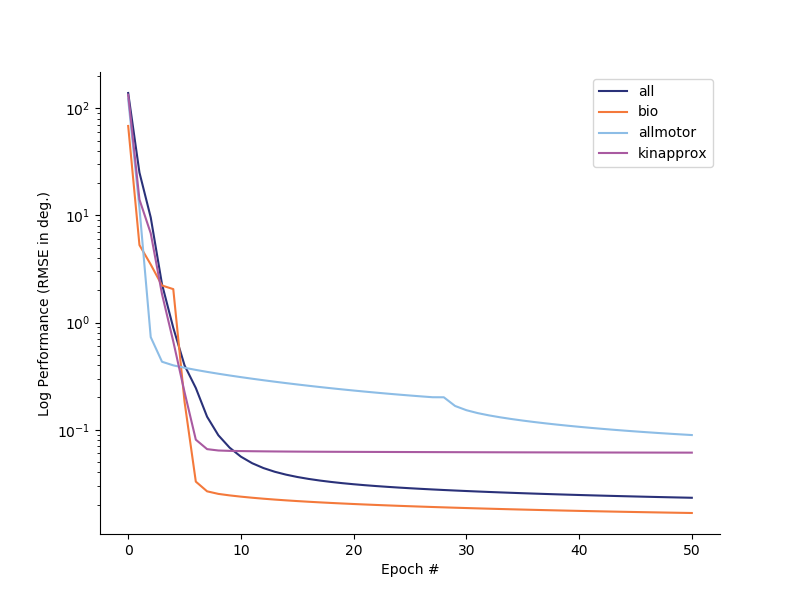 all
bio
allmotor
kinapprox
Log Performance (RMSE in deg.)
10²
10¹
10⁰
10⁻¹
0 10 20 30 40 50
Epoch #